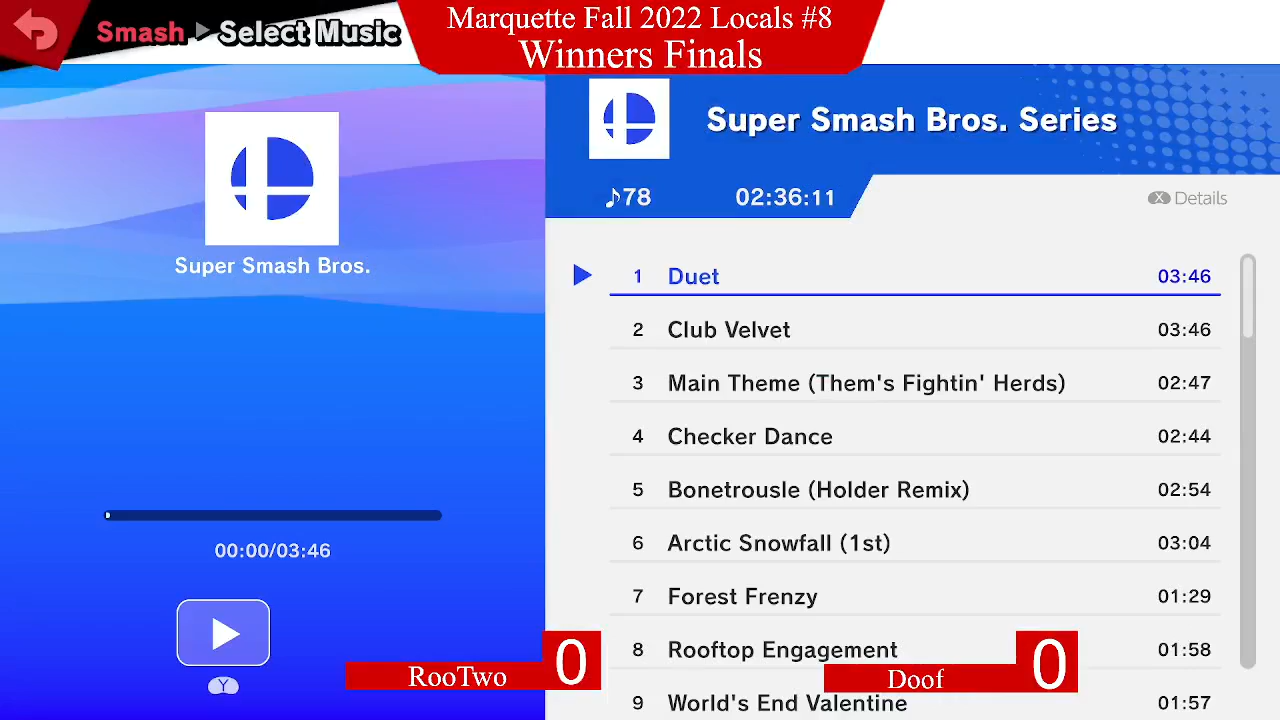 Smash ▶ Select Music
Marquette Fall 2022 Locals #8
Winners Finals
Super Smash Bros.
00:00/03:46
Y
Super Smash Bros. Series
♪78 02:36:11
X Details
1 Duet 03:46
2 Club Velvet 03:46
3 Main Theme (Them's Fightin' Herds) 02:47
4 Checker Dance 02:44
5 Bonetrousle (Holder Remix) 02:54
6 Arctic Snowfall (1st) 03:04
7 Forest Frenzy 01:29
8 Rooftop Engagement 01:58
9 World's End Valentine 01:57
RooTwo 0
Doof 0